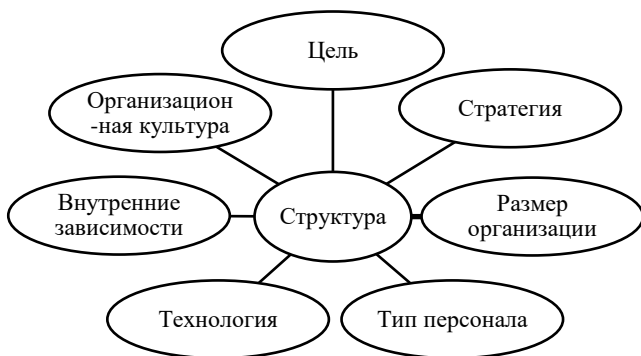 Цель
Организацион
-ная культура
Стратегия
Внутренние
зависимости
Структура
Размер
организации
Технология
Тип персонала